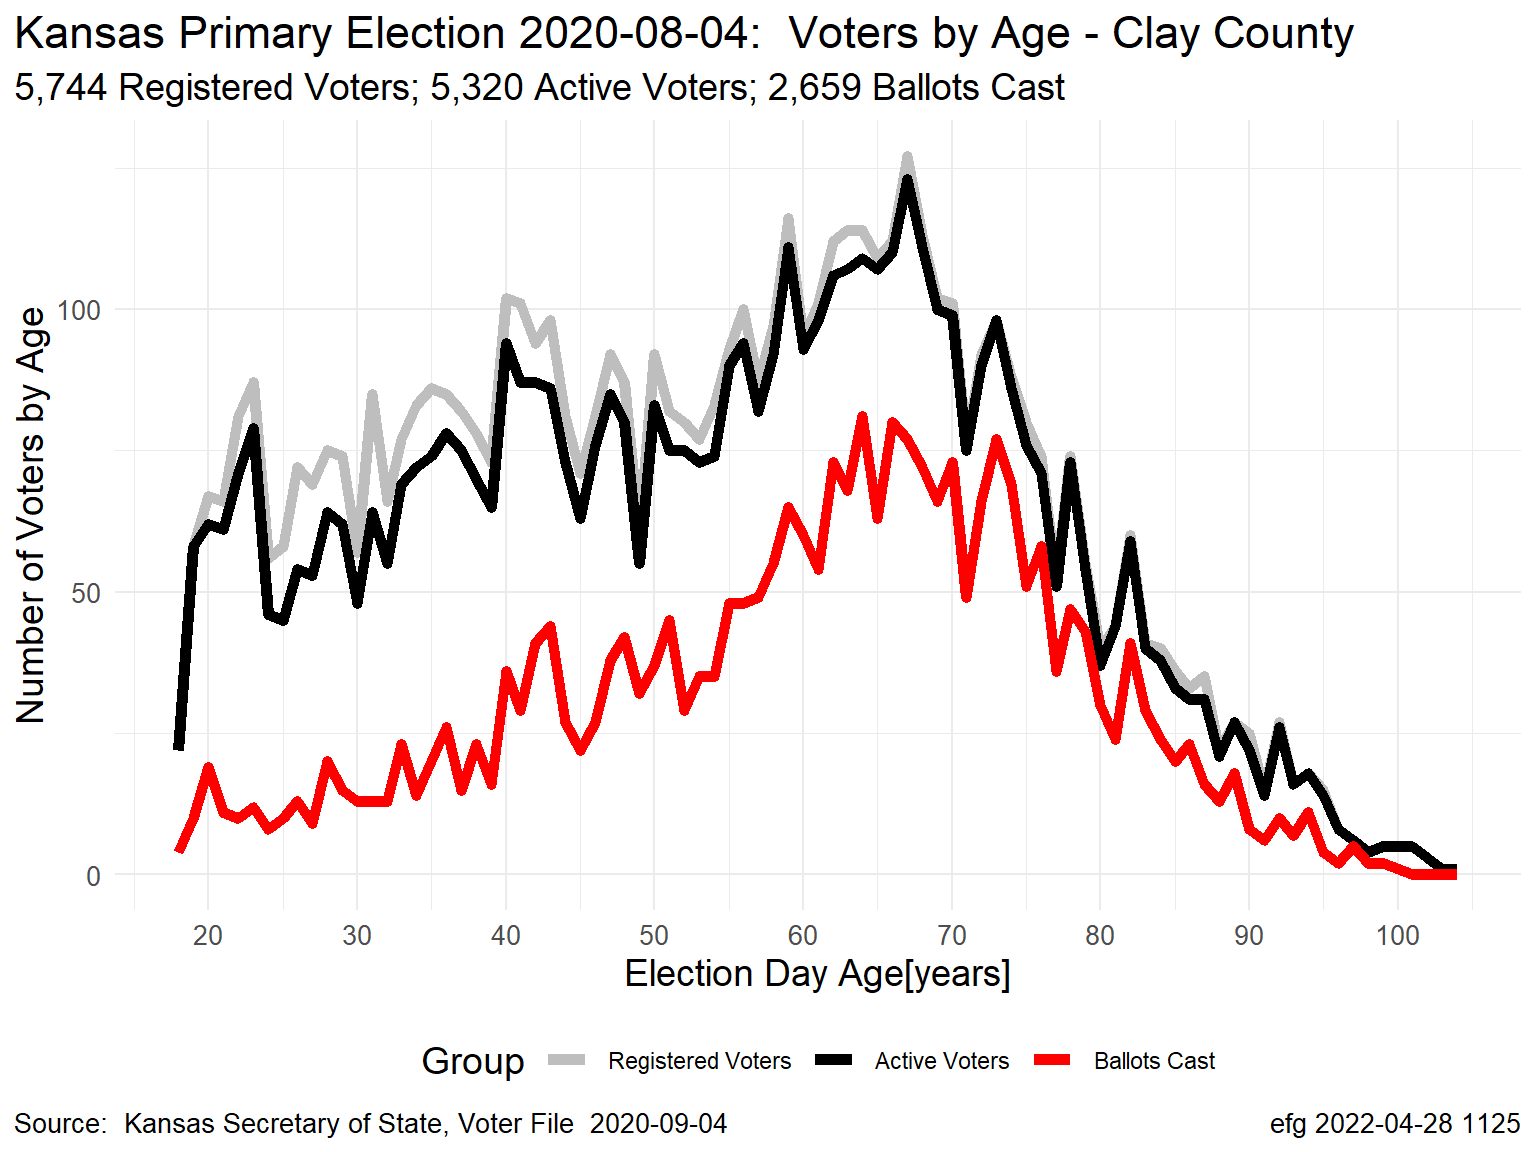 Kansas Primary Election 2020-08-04:  Voters by Age - Clay County
5,744 Registered Voters; 5,320 Active Voters; 2,659 Ballots Cast
Number of Voters by Age
100
50
0
20 30 40 50 60 70 80 90 100
Election Day Age[years]
Group Registered Voters Active Voters Ballots Cast
Source:  Kansas Secretary of State, Voter File  2020-09-04
efg 2022-04-28 1125